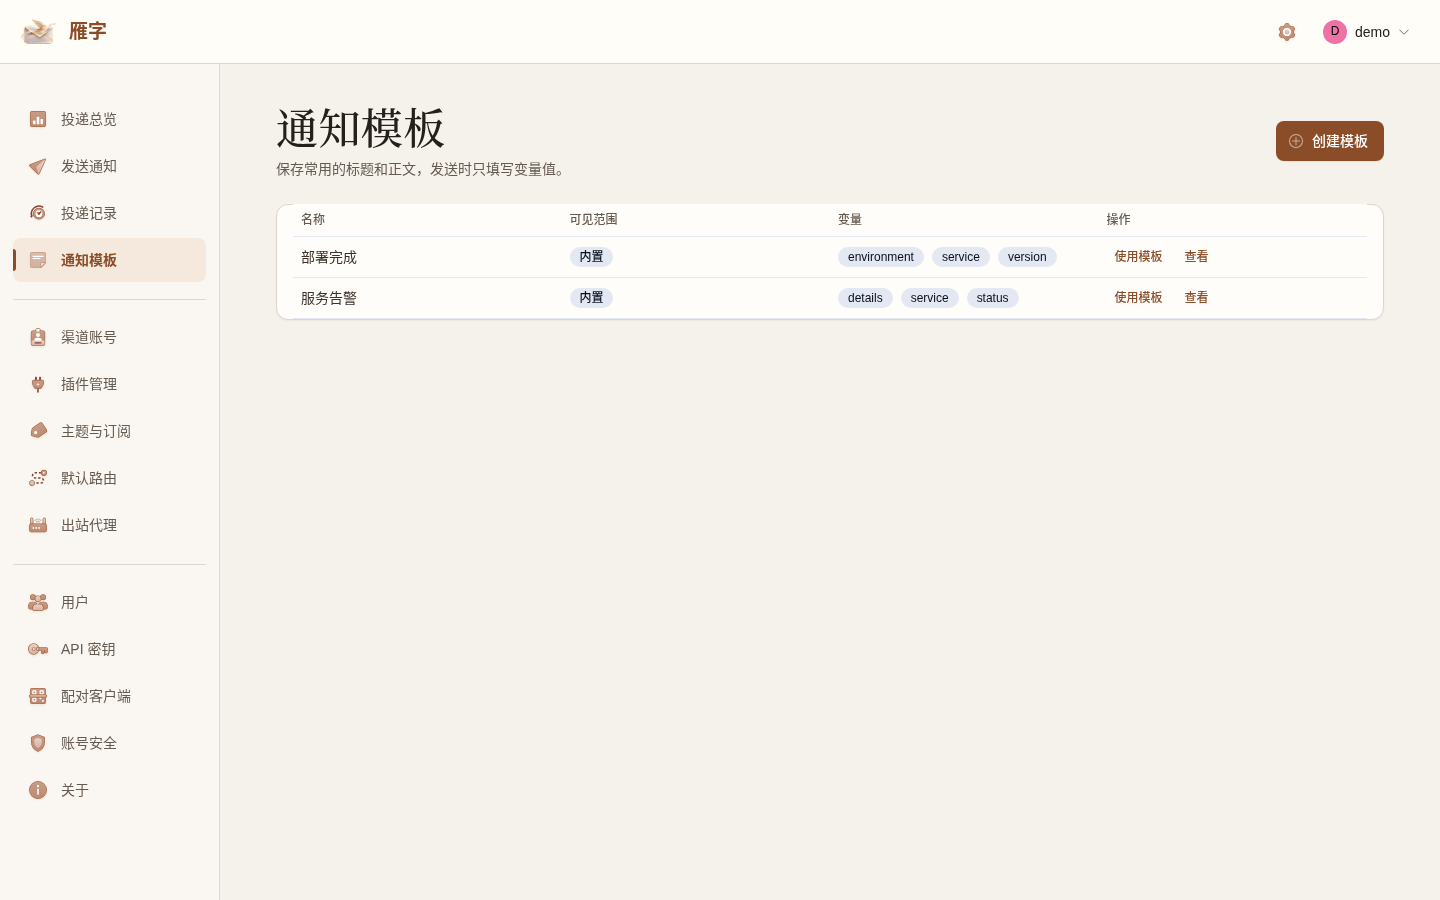 雁字
D demo
投递总览
发送通知
投递记录
通知模板
渠道账号
插件管理
主题与订阅
默认路由
出站代理
用户
API 密钥
配对客户端
账号安全
关于
通知模板
保存常用的标题和正文，发送时只填写变量值。
创建模板
名称 可见范围 变量 操作
部署完成 内置 environment service version 使用模板 查看
服务告警 内置 details service status 使用模板 查看